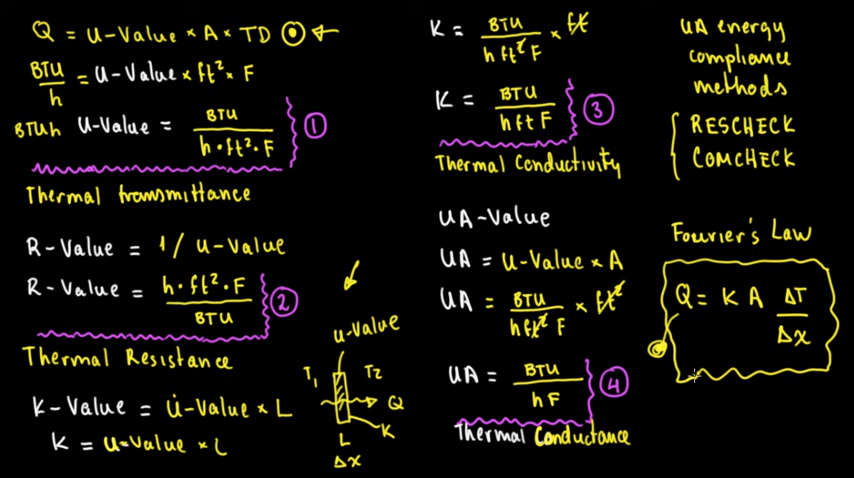 Q = U-Value × A × TD
BTU/h = U-Value × ft² × F
BTUh U-Value = BTU / h·ft²·F ①
Thermal transmittance
R-Value = 1 / U-Value
R-Value = h·ft²·F / BTU ②
Thermal Resistance
K-Value = U-Value × L
K = U-Value × L
U-Value
T₁ T₂
Q
K
L
Δx
K = BTU / h ft² F × ft
K = BTU / h ft F ③
Thermal Conductivity
UA-Value
UA = U-Value × A
UA = BTU / h ft² F × ft²
UA = BTU / h F ④
Thermal Conductance
UA energy
compliance
methods
RESCHECK
COMCHECK
Fourier's Law
Q = K A ΔT / Δx